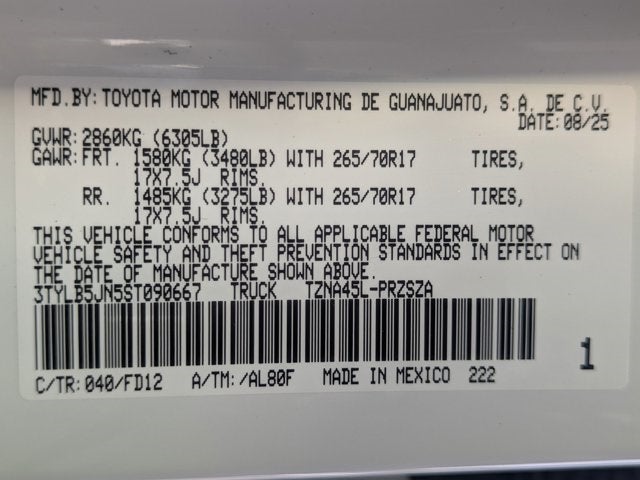 MFD.BY: TOYOTA MOTOR MANUFACTURING DE GUANAJUATO, S.A. DE C.V.
DATE: 08/25
GVWR: 2860KG (6305LB)
GAWR: FRT. 1580KG (3480LB) WITH 265/70R17 TIRES,
17X7.5J RIMS.
RR. 1485KG (3275LB) WITH 265/70R17 TIRES,
17X7.5J RIMS.
THIS VEHICLE CONFORMS TO ALL APPLICABLE FEDERAL MOTOR
VEHICLE SAFETY AND THEFT PREVENTION STANDARDS IN EFFECT ON
THE DATE OF MANUFACTURE SHOWN ABOVE.
3TYLB5JN5ST090667 TRUCK TZNA45L-PRZSZA
1
C/TR: 040/FD12 A/TM: /AL80F MADE IN MEXICO 222